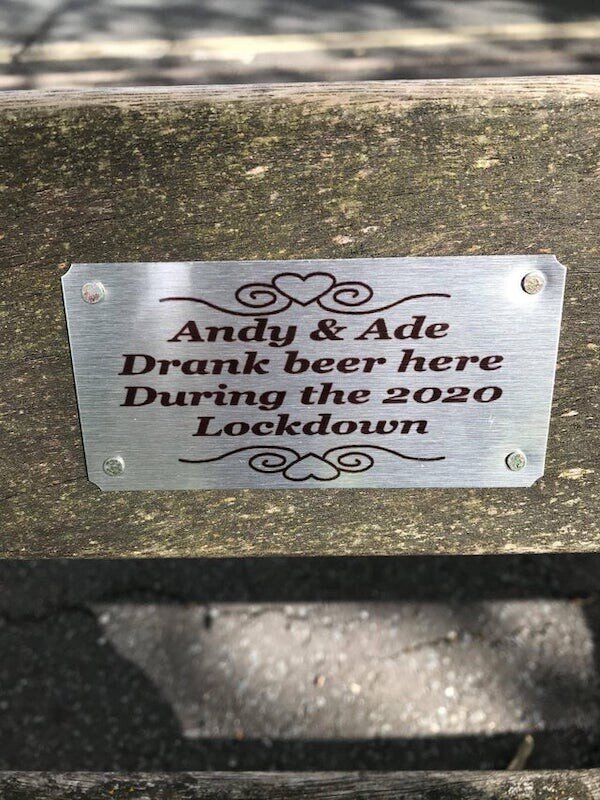 Andy & Ade
Drank beer here
During the 2020
Lockdown